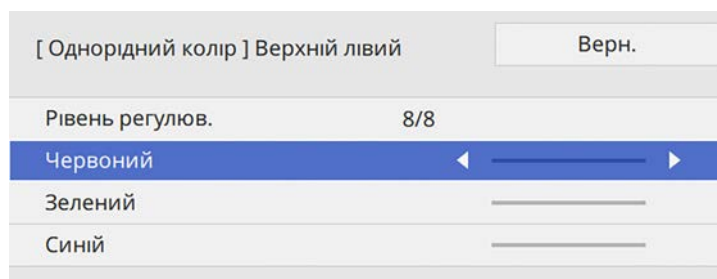 [ Однорідний колір ] Верхній лівий
Верн.
Рівень регулюв. 8/8
Червоний
Зелений
Синій